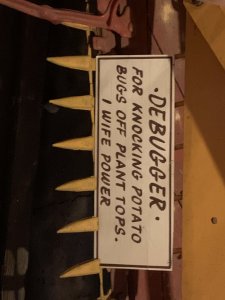 ·DEBUGGER·
FOR KNOCKING POTATO
BUGS OFF PLANT TOPS.
1 WIFE POWER